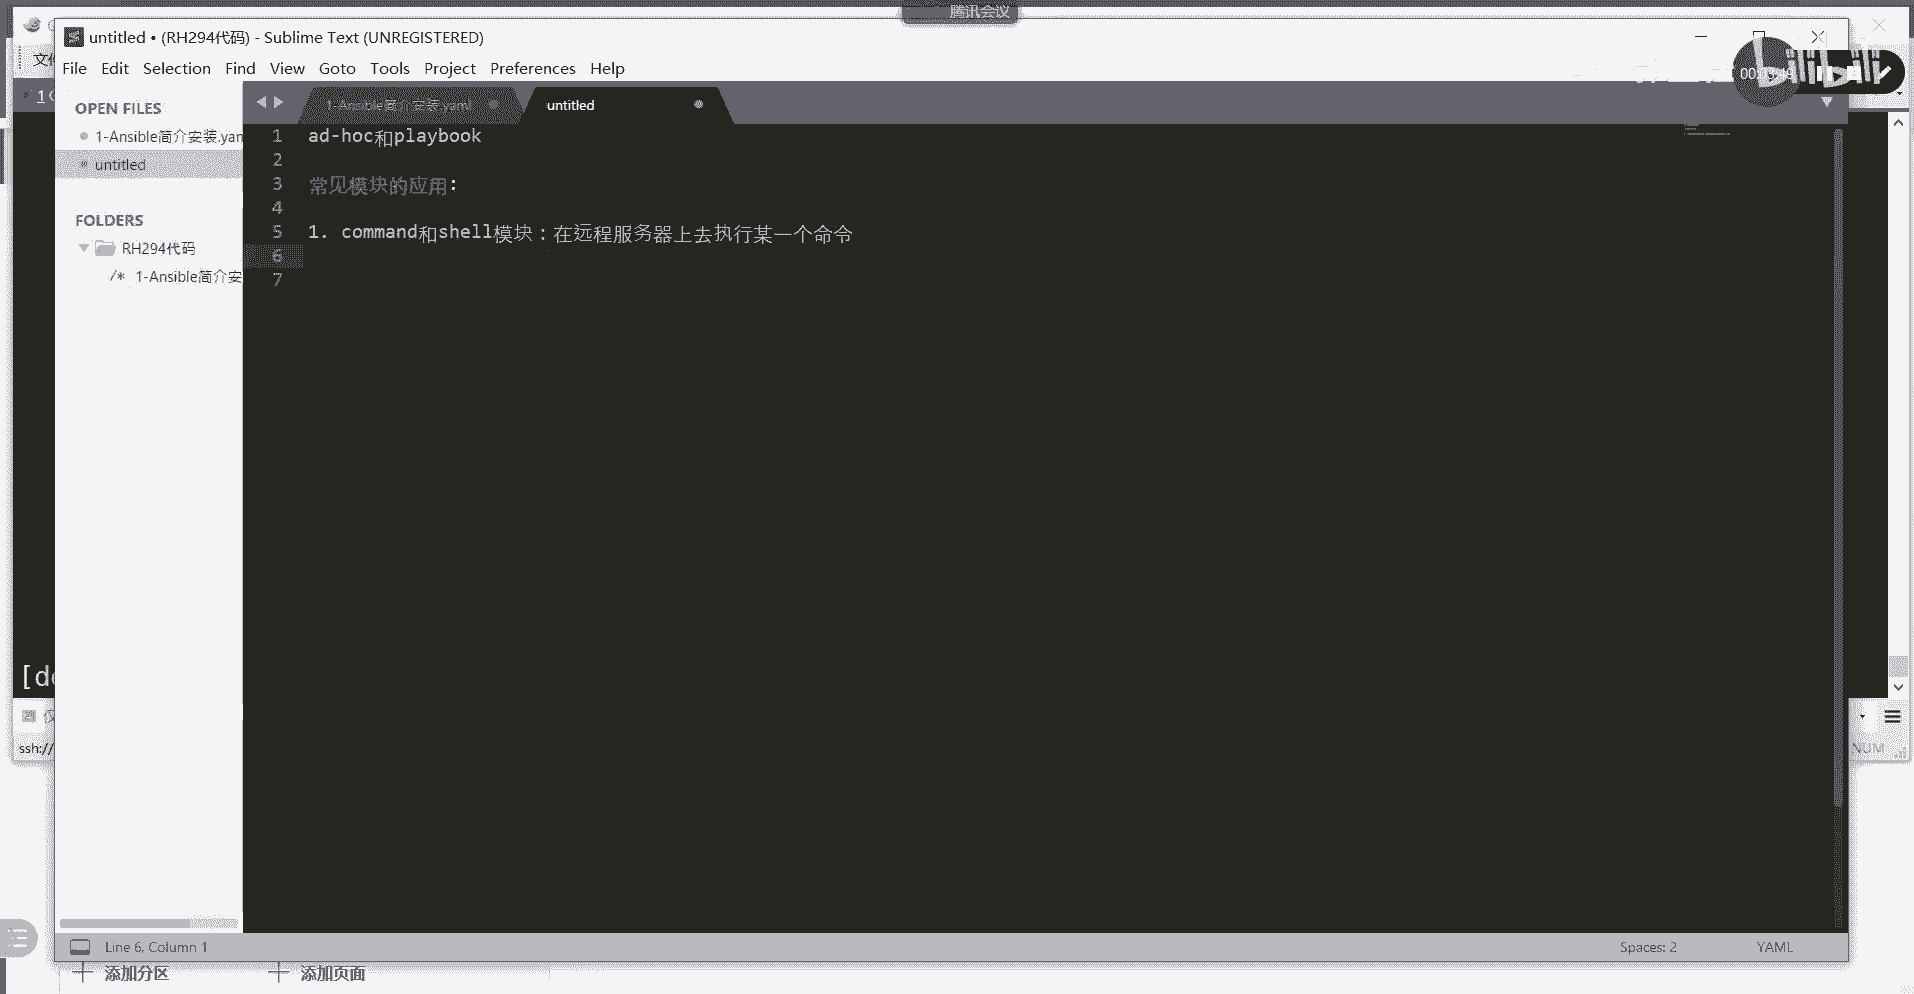 腾讯会议
untitled • (RH294代码) - Sublime Text (UNREGISTERED)
File Edit Selection Find View Goto Tools Project Preferences Help
bilibili
OPEN FILES
1-Ansible简介安装.yam
untitled
FOLDERS
RH294代码
/* 1-Ansible简介安
1-Ansible简介安装.yaml
untitled
1 ad-hoc和playbook
2
3 常见模块的应用:
4
5 1. command和shell模块：在远程服务器上去执行某一个命令
6
7
[de
ssh://
NUM
Line 6, Column 1
Spaces: 2
YAML
添加分区
添加页面